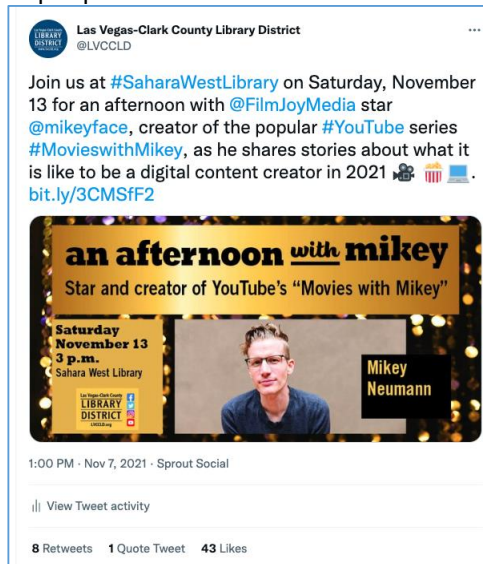 Las Vegas-Clark County Library District
@LVCCLD
Join us at #SaharaWestLibrary on Saturday, November
13 for an afternoon with @FilmJoyMedia star
@mikeyface, creator of the popular #YouTube series
#MovieswithMikey, as he shares stories about what it
is like to be a digital content creator in 2021 🎥 🍿 💻.
bit.ly/3CMSfF2
an afternoon with mikey
Star and creator of YouTube's "Movies with Mikey"
Saturday
November 13
3 p.m.
Sahara West Library
Las Vegas-Clark County
LIBRARY
DISTRICT
LVCCLD.org
Mikey
Neumann
1:00 PM · Nov 7, 2021 · Sprout Social
View Tweet activity
8 Retweets 1 Quote Tweet 43 Likes